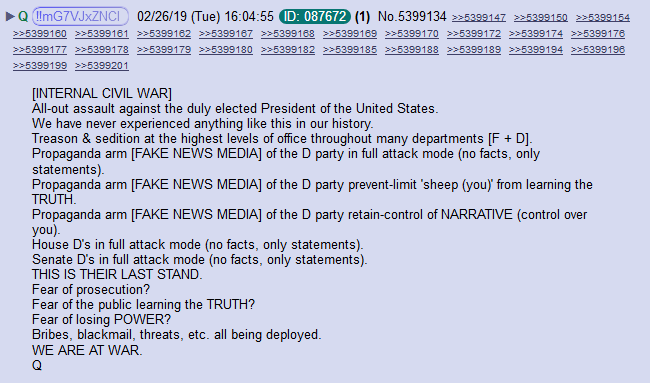 ▶ Q !!mG7VJxZNCI 02/26/19 (Tue) 16:04:55 ID: 087672 (1) No.5399134 >>5399147 >>5399150 >>5399154
>>5399160 >>5399161 >>5399162 >>5399167 >>5399168 >>5399169 >>5399170 >>5399172 >>5399174 >>5399176
>>5399177 >>5399178 >>5399179 >>5399180 >>5399182 >>5399185 >>5399188 >>5399189 >>5399194 >>5399196
>>5399199 >>5399201
[INTERNAL CIVIL WAR]
All-out assault against the duly elected President of the United States.
We have never experienced anything like this in our history.
Treason & sedition at the highest levels of office throughout many departments [F + D].
Propaganda arm [FAKE NEWS MEDIA] of the D party in full attack mode (no facts, only
statements).
Propaganda arm [FAKE NEWS MEDIA] of the D party prevent-limit 'sheep (you)' from learning the
TRUTH.
Propaganda arm [FAKE NEWS MEDIA] of the D party retain-control of NARRATIVE (control over
you).
House D's in full attack mode (no facts, only statements).
Senate D's in full attack mode (no facts, only statements).
THIS IS THEIR LAST STAND.
Fear of prosecution?
Fear of the public learning the TRUTH?
Fear of losing POWER?
Bribes, blackmail, threats, etc. all being deployed.
WE ARE AT WAR.
Q